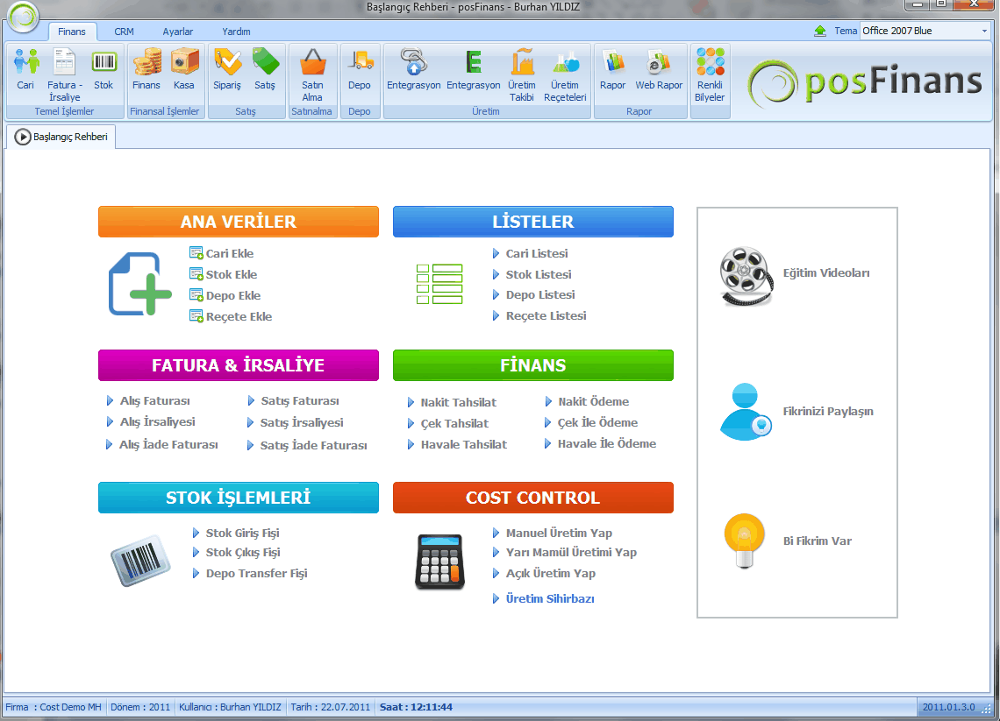 Başlangıç Rehberi - posFinans - Burhan YILDIZ
Finans CRM Ayarlar Yardım Tema Office 2007 Blue
Cari Fatura - İrsaliye Stok
Temel İşlemler
Finans Kasa
Finansal İşlemler
Sipariş Satış
Satış
Satın Alma
Satınalma
Depo
Depo
Entegrasyon Entegrasyon Üretim Takibi Üretim Reçeteleri
Üretim
Rapor Web Rapor
Rapor
Renkli Bilyeler
posFinans
Başlangıç Rehberi
ANA VERİLER
Cari Ekle
Stok Ekle
Depo Ekle
Reçete Ekle
LİSTELER
Cari Listesi
Stok Listesi
Depo Listesi
Reçete Listesi
FATURA & İRSALİYE
Alış Faturası Satış Faturası
Alış İrsaliyesi Satış İrsaliyesi
Alış İade Faturası Satış İade Faturası
FİNANS
Nakit Tahsilat Nakit Ödeme
Çek Tahsilat Çek İle Ödeme
Havale Tahsilat Havale İle Ödeme
STOK İŞLEMLERİ
Stok Giriş Fişi
Stok Çıkış Fişi
Depo Transfer Fişi
COST CONTROL
Manuel Üretim Yap
Yarı Mamül Üretimi Yap
Açık Üretim Yap
Üretim Sihirbazı
Eğitim Videoları
Fikrinizi Paylaşın
Bi Fikrim Var
Firma : Cost Demo MH Dönem : 2011 Kullanıcı : Burhan YILDIZ Tarih : 22.07.2011 Saat : 12:11:44 2011.01.3.0